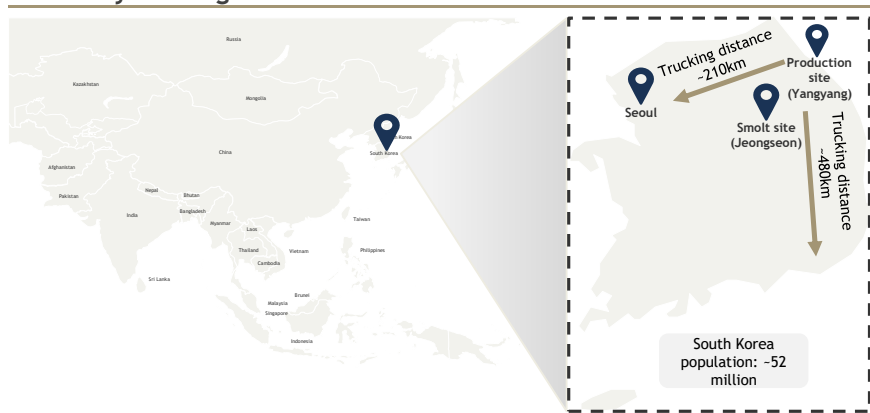 Russia
Kazakhstan
Mongolia
South Korea
China
Afghanistan
Pakistan
Nepal
Bhutan
Bangladesh
India
Myanmar
Laos
Taiwan
Thailand
Vietnam
Philippines
Cambodia
Sri Lanka
Brunei
Malaysia
Singapore
Indonesia
Trucking distance
~210km
Production
site
(Yangyang)
Seoul
Smolt site
(Jeongseon)
Trucking distance
~480km
South Korea
population: ~52
million